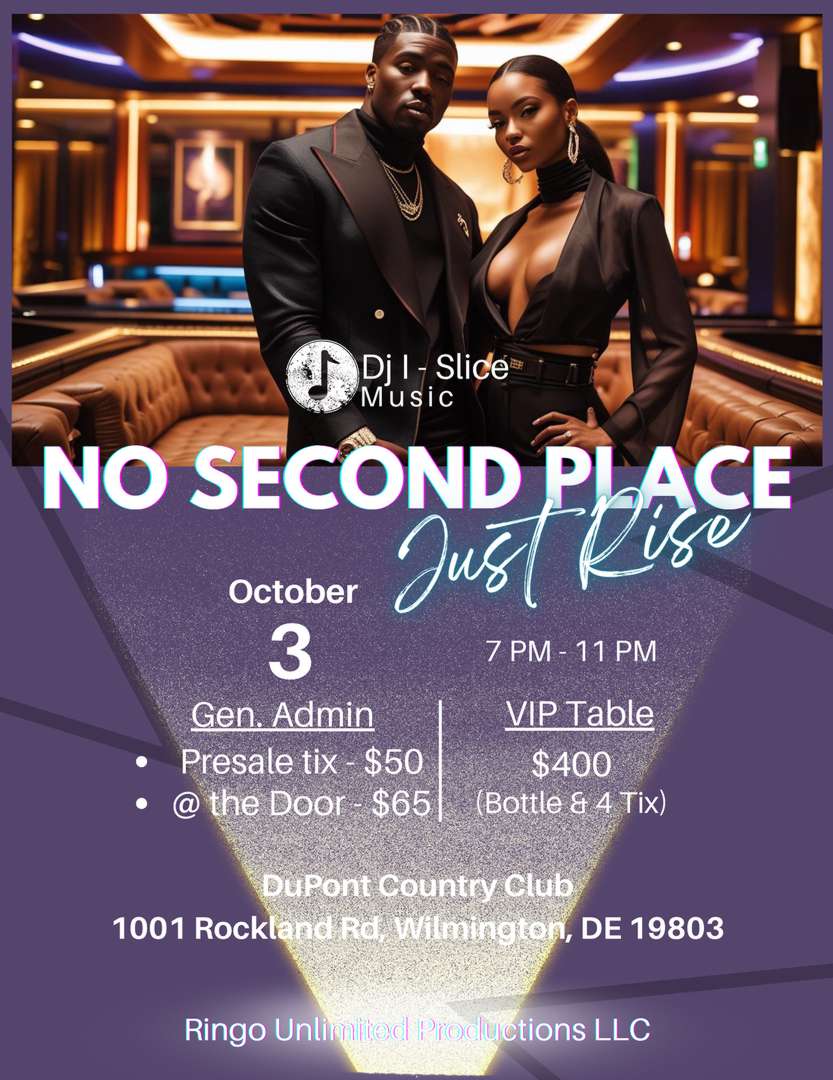 Dj I - Slice
Music
NO SECOND PLACE
Just Rise
October
3
7 PM - 11 PM
Gen. Admin
• Presale tix - $50
• @ the Door - $65
VIP Table
$400
(Bottle & 4 Tix)
DuPont Country Club
1001 Rockland Rd, Wilmington, DE 19803
Ringo Unlimited Productions LLC